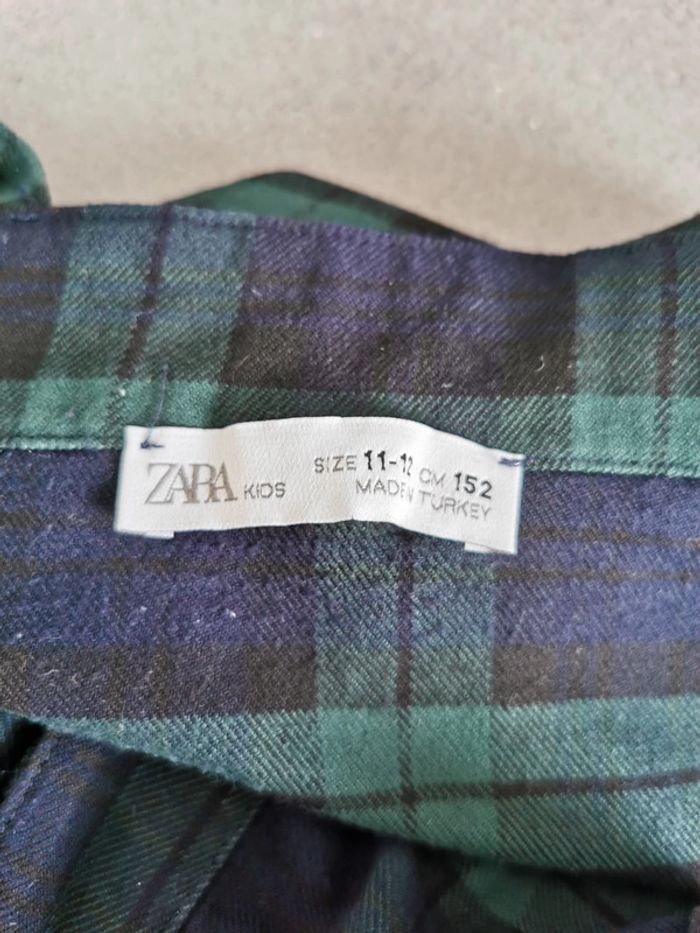 ZARA KIDS SIZE 11-12 CM 152
MADE IN TURKEY